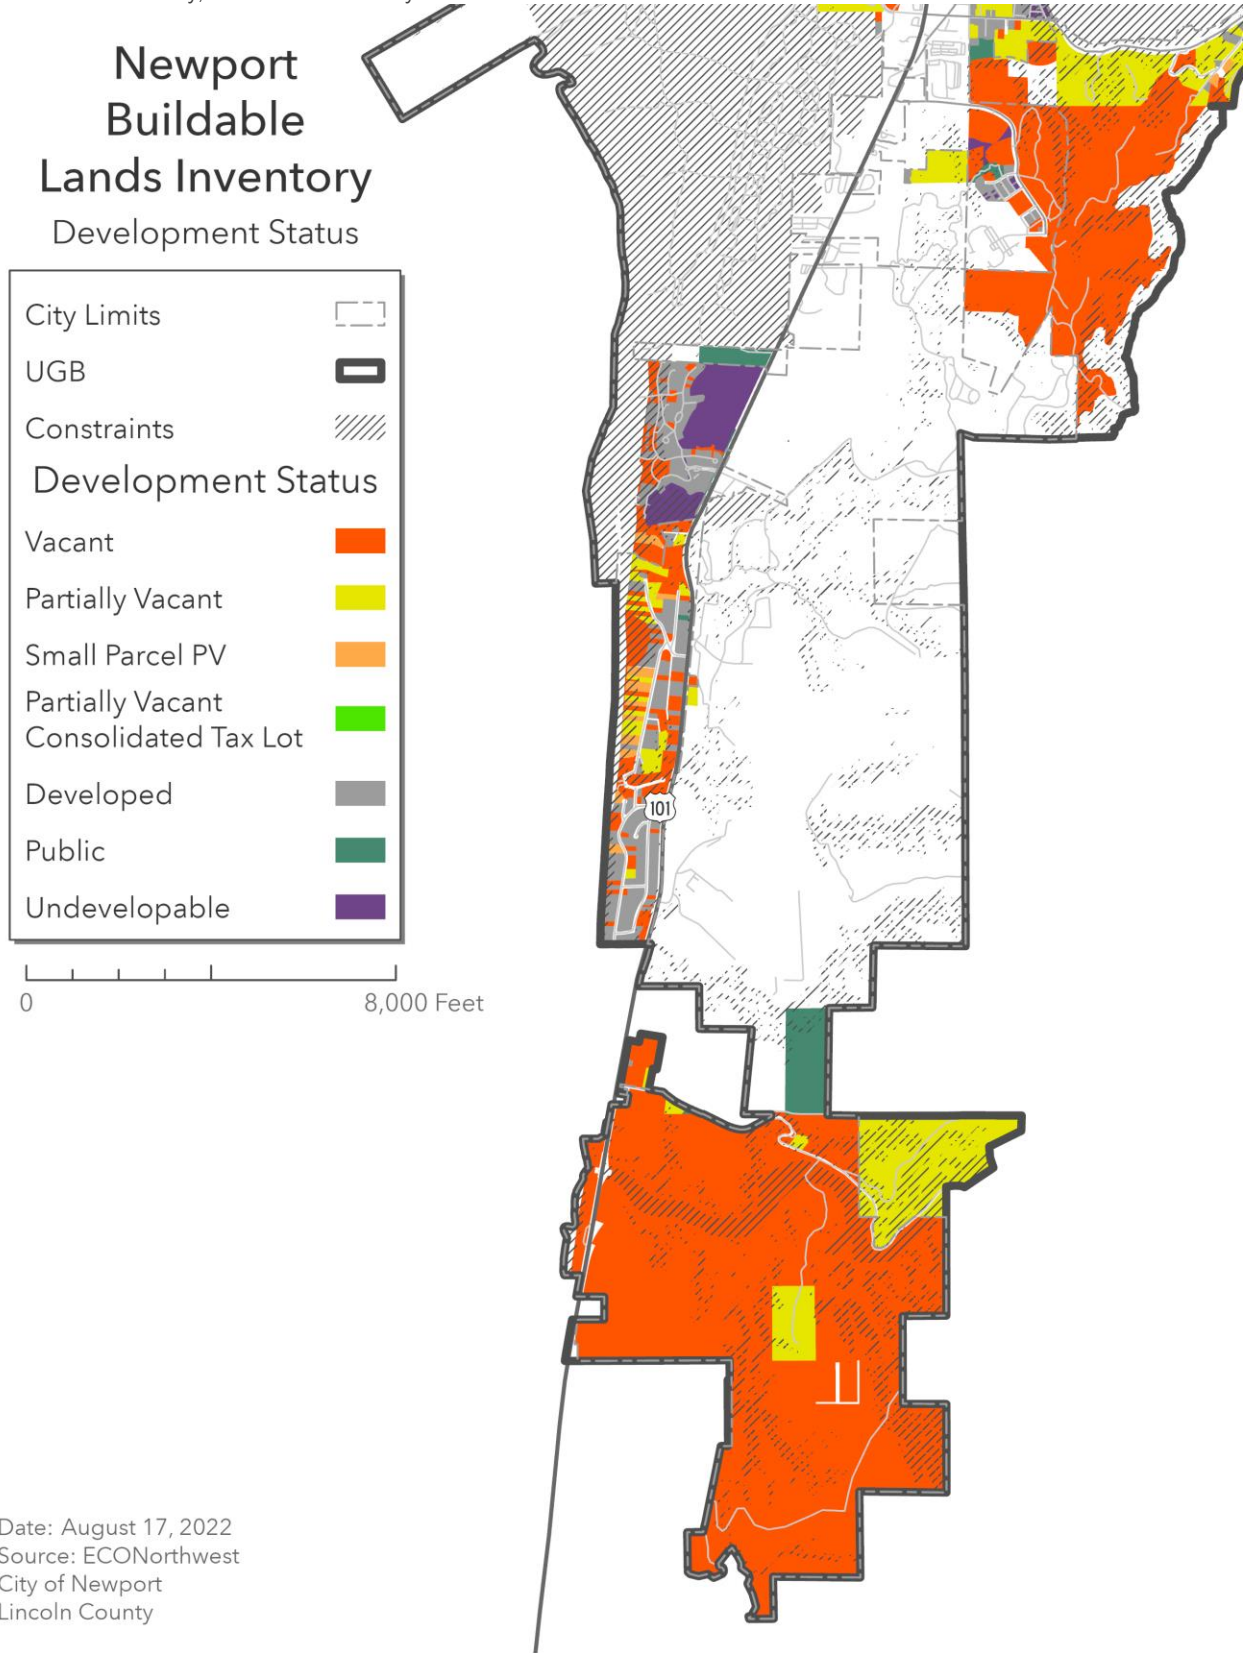 Newport
Buildable
Lands Inventory
Development Status
City Limits
UGB
Constraints
Development Status
Vacant
Partially Vacant
Small Parcel PV
Partially Vacant
Consolidated Tax Lot
Developed
Public
Undevelopable
0 8,000 Feet
101
Date: August 17, 2022
Source: ECONorthwest
City of Newport
Lincoln County